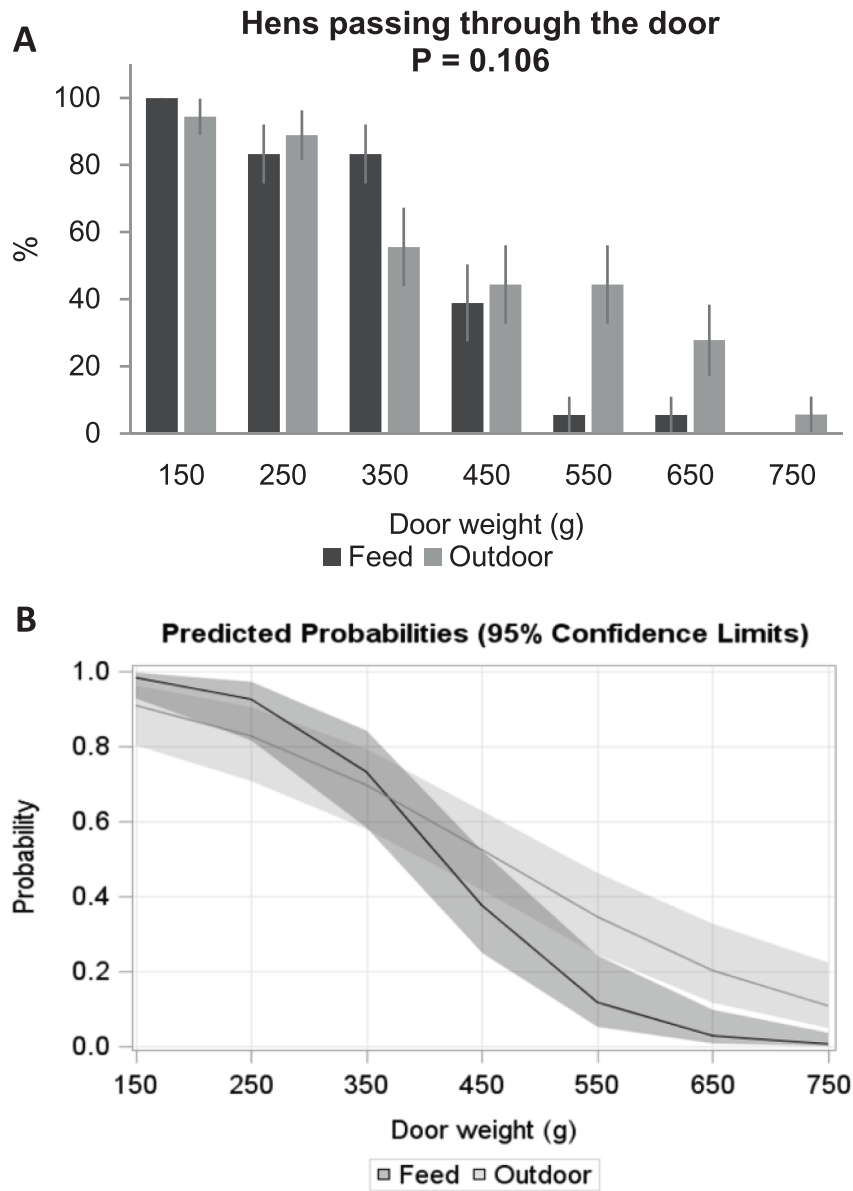 A
Hens passing through the door
P = 0.106
100
80
60
40
20
0
%
150 250 350 450 550 650 750
Door weight (g)
Feed Outdoor
B
Predicted Probabilities (95% Confidence Limits)
1.0
0.8
0.6
0.4
0.2
0.0
Probability
150 250 350 450 550 650 750
Door weight (g)
Feed Outdoor